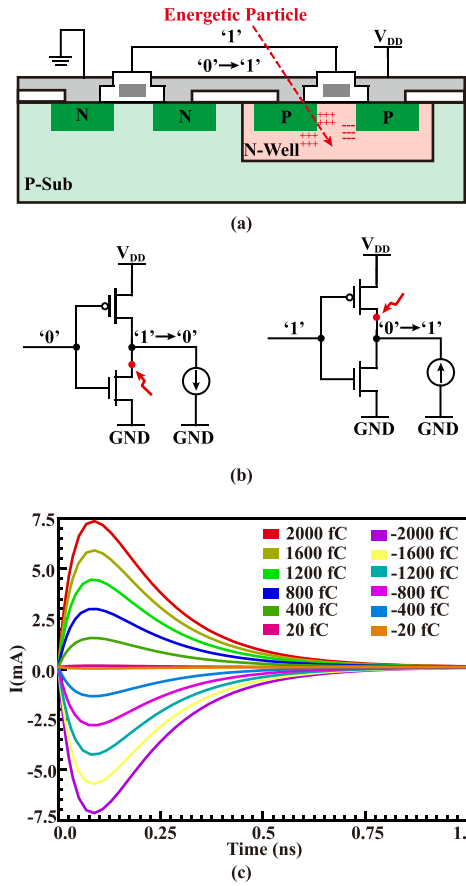 Energetic Particle
‘1’
V_DD
‘0’→‘1’
N
N
P
P
+++
+++
+++
+++
---
---
---
N-Well
P-Sub
(a)
V_DD
V_DD
‘0’
‘1’→‘0’
‘1’
‘0’→‘1’
GND
GND
GND
GND
(b)
7.5
5.0
2.5
0.0
-2.5
-5.0
-7.5
I(mA)
2000 fC
-2000 fC
1600 fC
-1600 fC
1200 fC
-1200 fC
800 fC
-800 fC
400 fC
-400 fC
20 fC
-20 fC
0.0
0.25
0.5
0.75
1.
Time (ns)
(c)